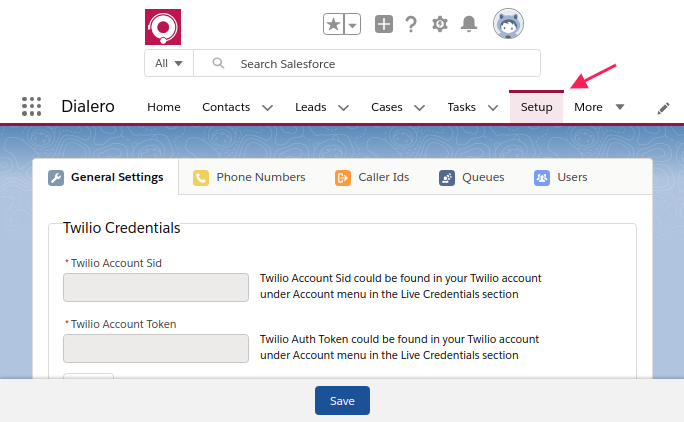 All
Search Salesforce
Dialero Home Contacts Leads Cases Tasks Setup More
General Settings Phone Numbers Caller Ids Queues Users
Twilio Credentials
* Twilio Account Sid
Twilio Account Sid could be found in your Twilio account
under Account menu in the Live Credentials section
* Twilio Account Token
Twilio Auth Token could be found in your Twilio account
under Account menu in the Live Credentials section
Save